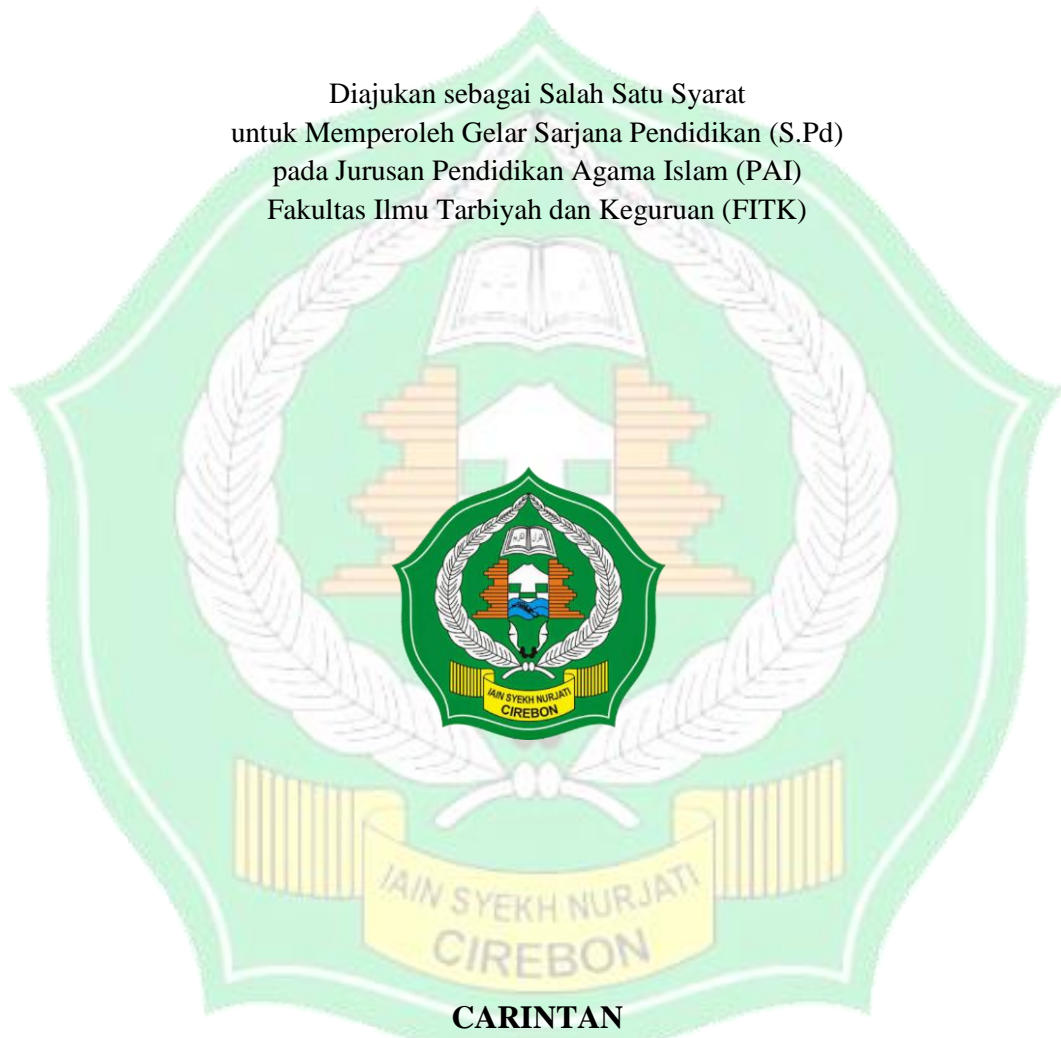 Diajukan sebagai Salah Satu Syarat
untuk Memperoleh Gelar Sarjana Pendidikan (S.Pd)
pada Jurusan Pendidikan Agama Islam (PAI)
Fakultas Ilmu Tarbiyah dan Keguruan (FITK)
IAIN SYEKH NURJATI
CIREBON
IAIN SYEKH NURJATI
CIREBON
CARINTAN